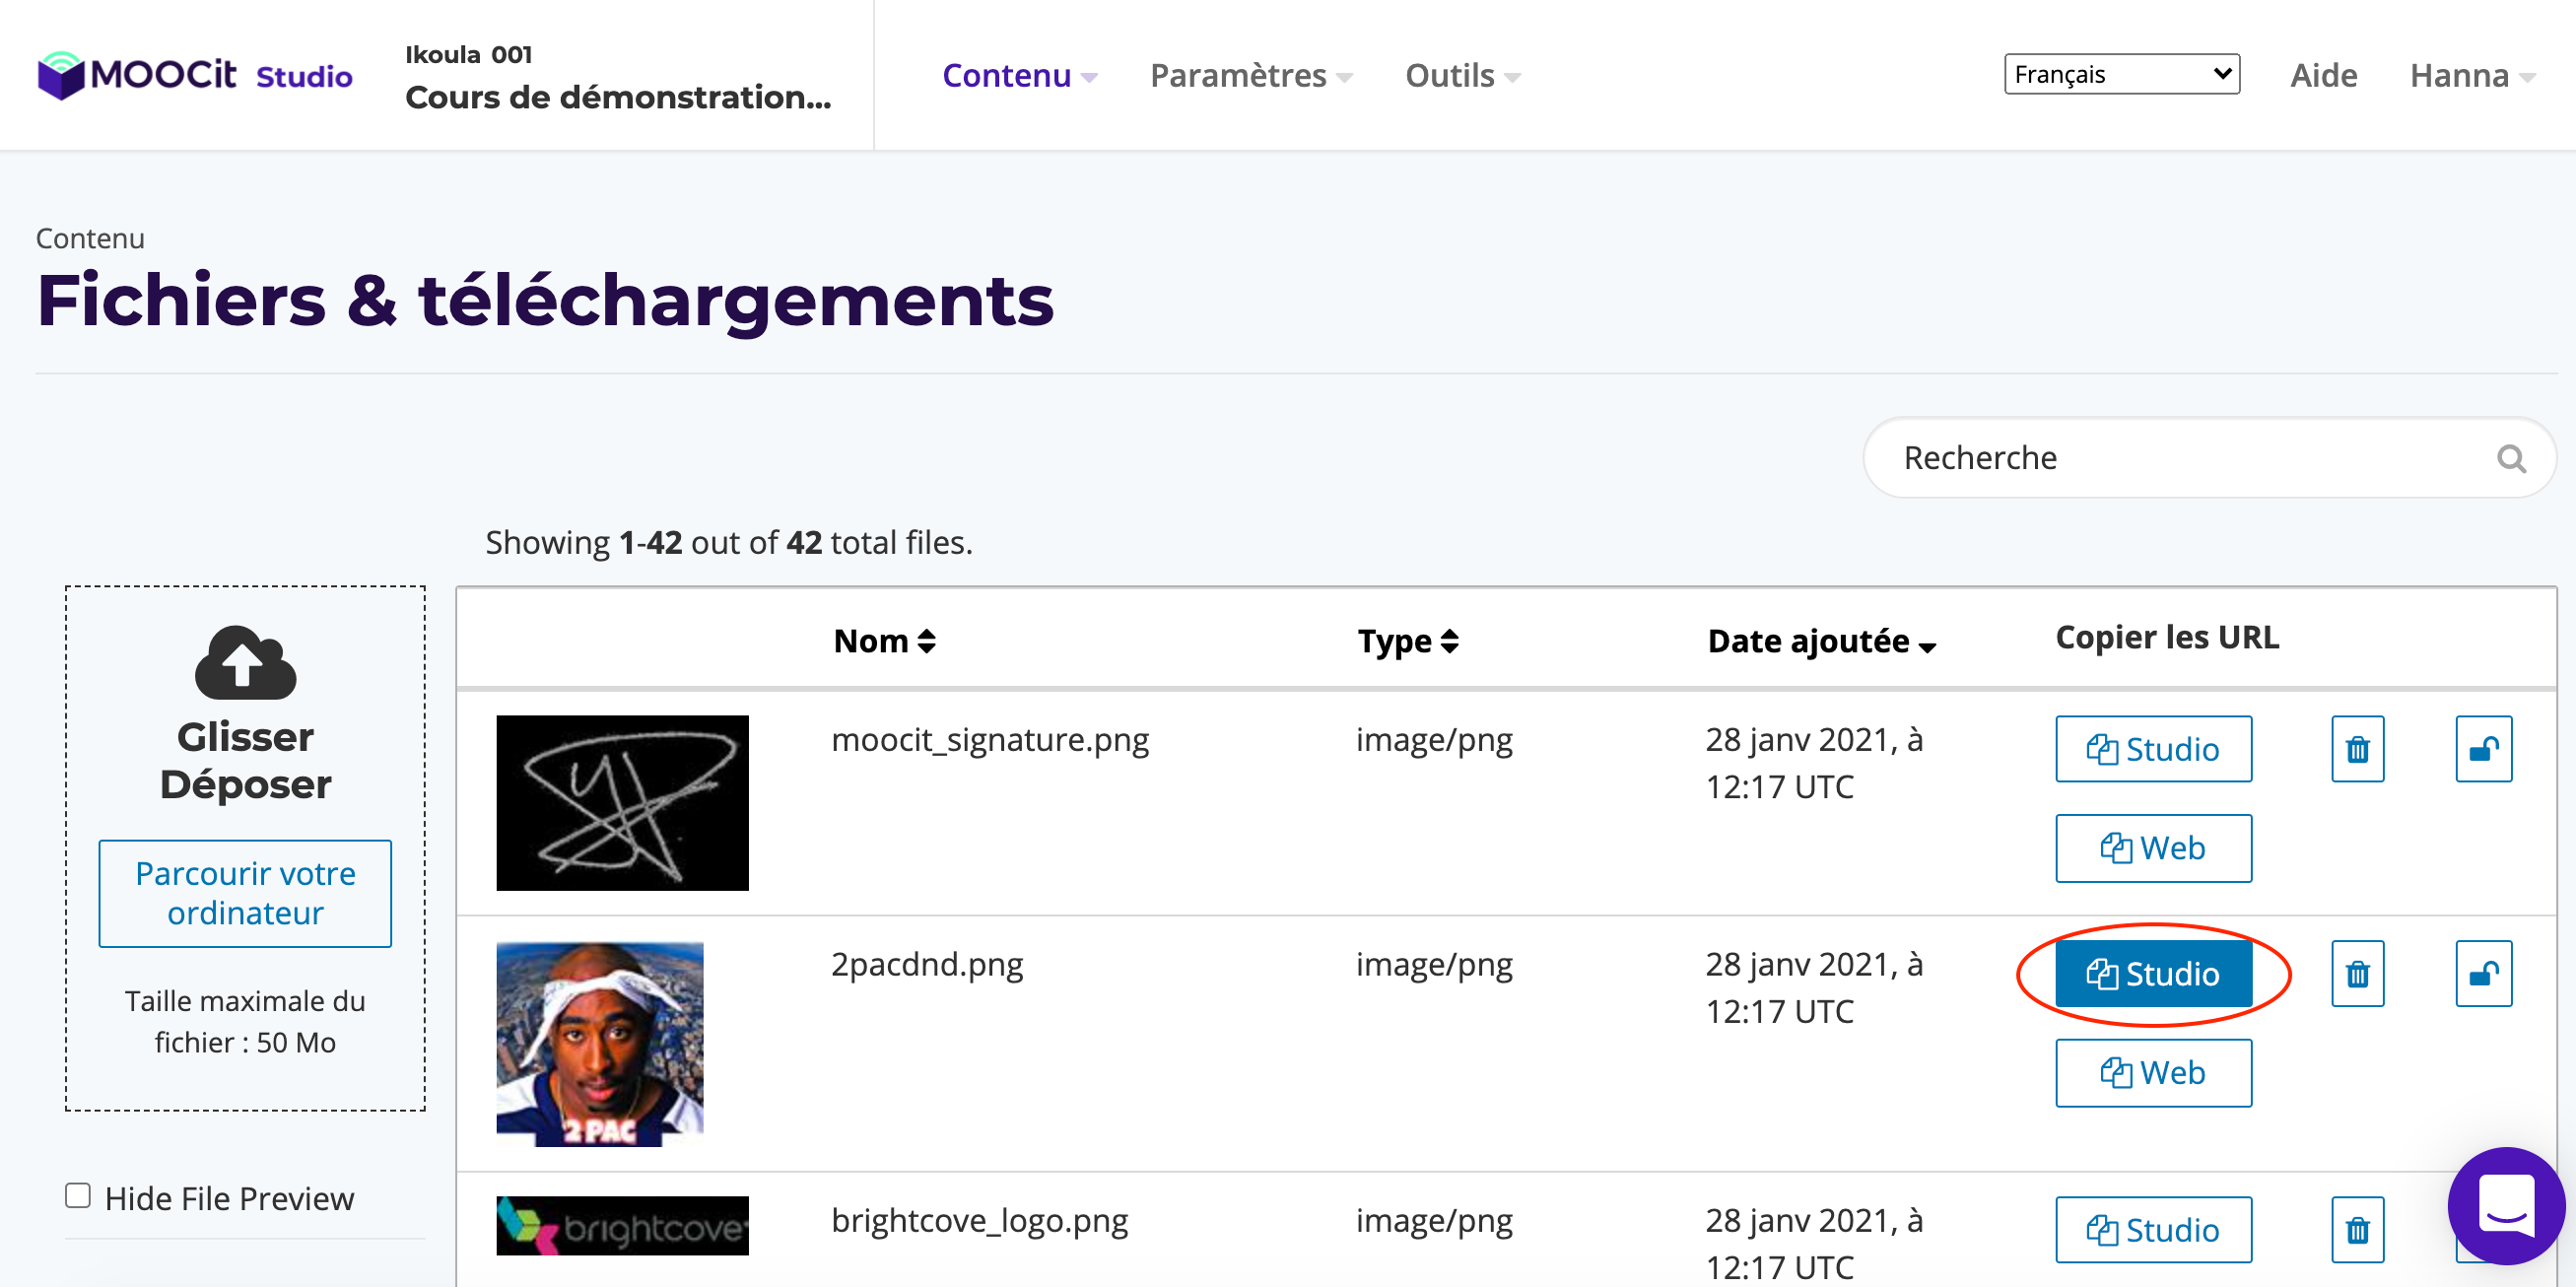 MOOCit Studio
Ikoula 001
Cours de démonstration...
Contenu
Paramètres
Outils
Français
Aide
Hanna
Contenu
Fichiers & téléchargements
Recherche
Showing 1-42 out of 42 total files.
Glisser
Déposer
Parcourir votre
ordinateur
Taille maximale du
fichier : 50 Mo
Hide File Preview
Nom
Type
Date ajoutée
Copier les URL
moocit_signature.png
image/png
28 janv 2021, à
12:17 UTC
Studio
Web
2 PAC
2pacdnd.png
image/png
28 janv 2021, à
12:17 UTC
Studio
Web
brightcove
brightcove_logo.png
image/png
28 janv 2021, à
12:17 UTC
Studio